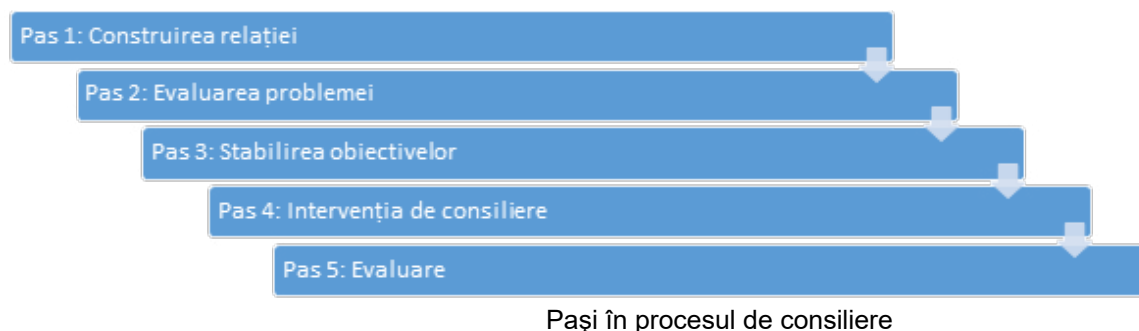 Pas 1: Construirea relației
Pas 2: Evaluarea problemei
Pas 3: Stabilirea obiectivelor
Pas 4: Intervenția de consiliere
Pas 5: Evaluare
Pași în procesul de consiliere